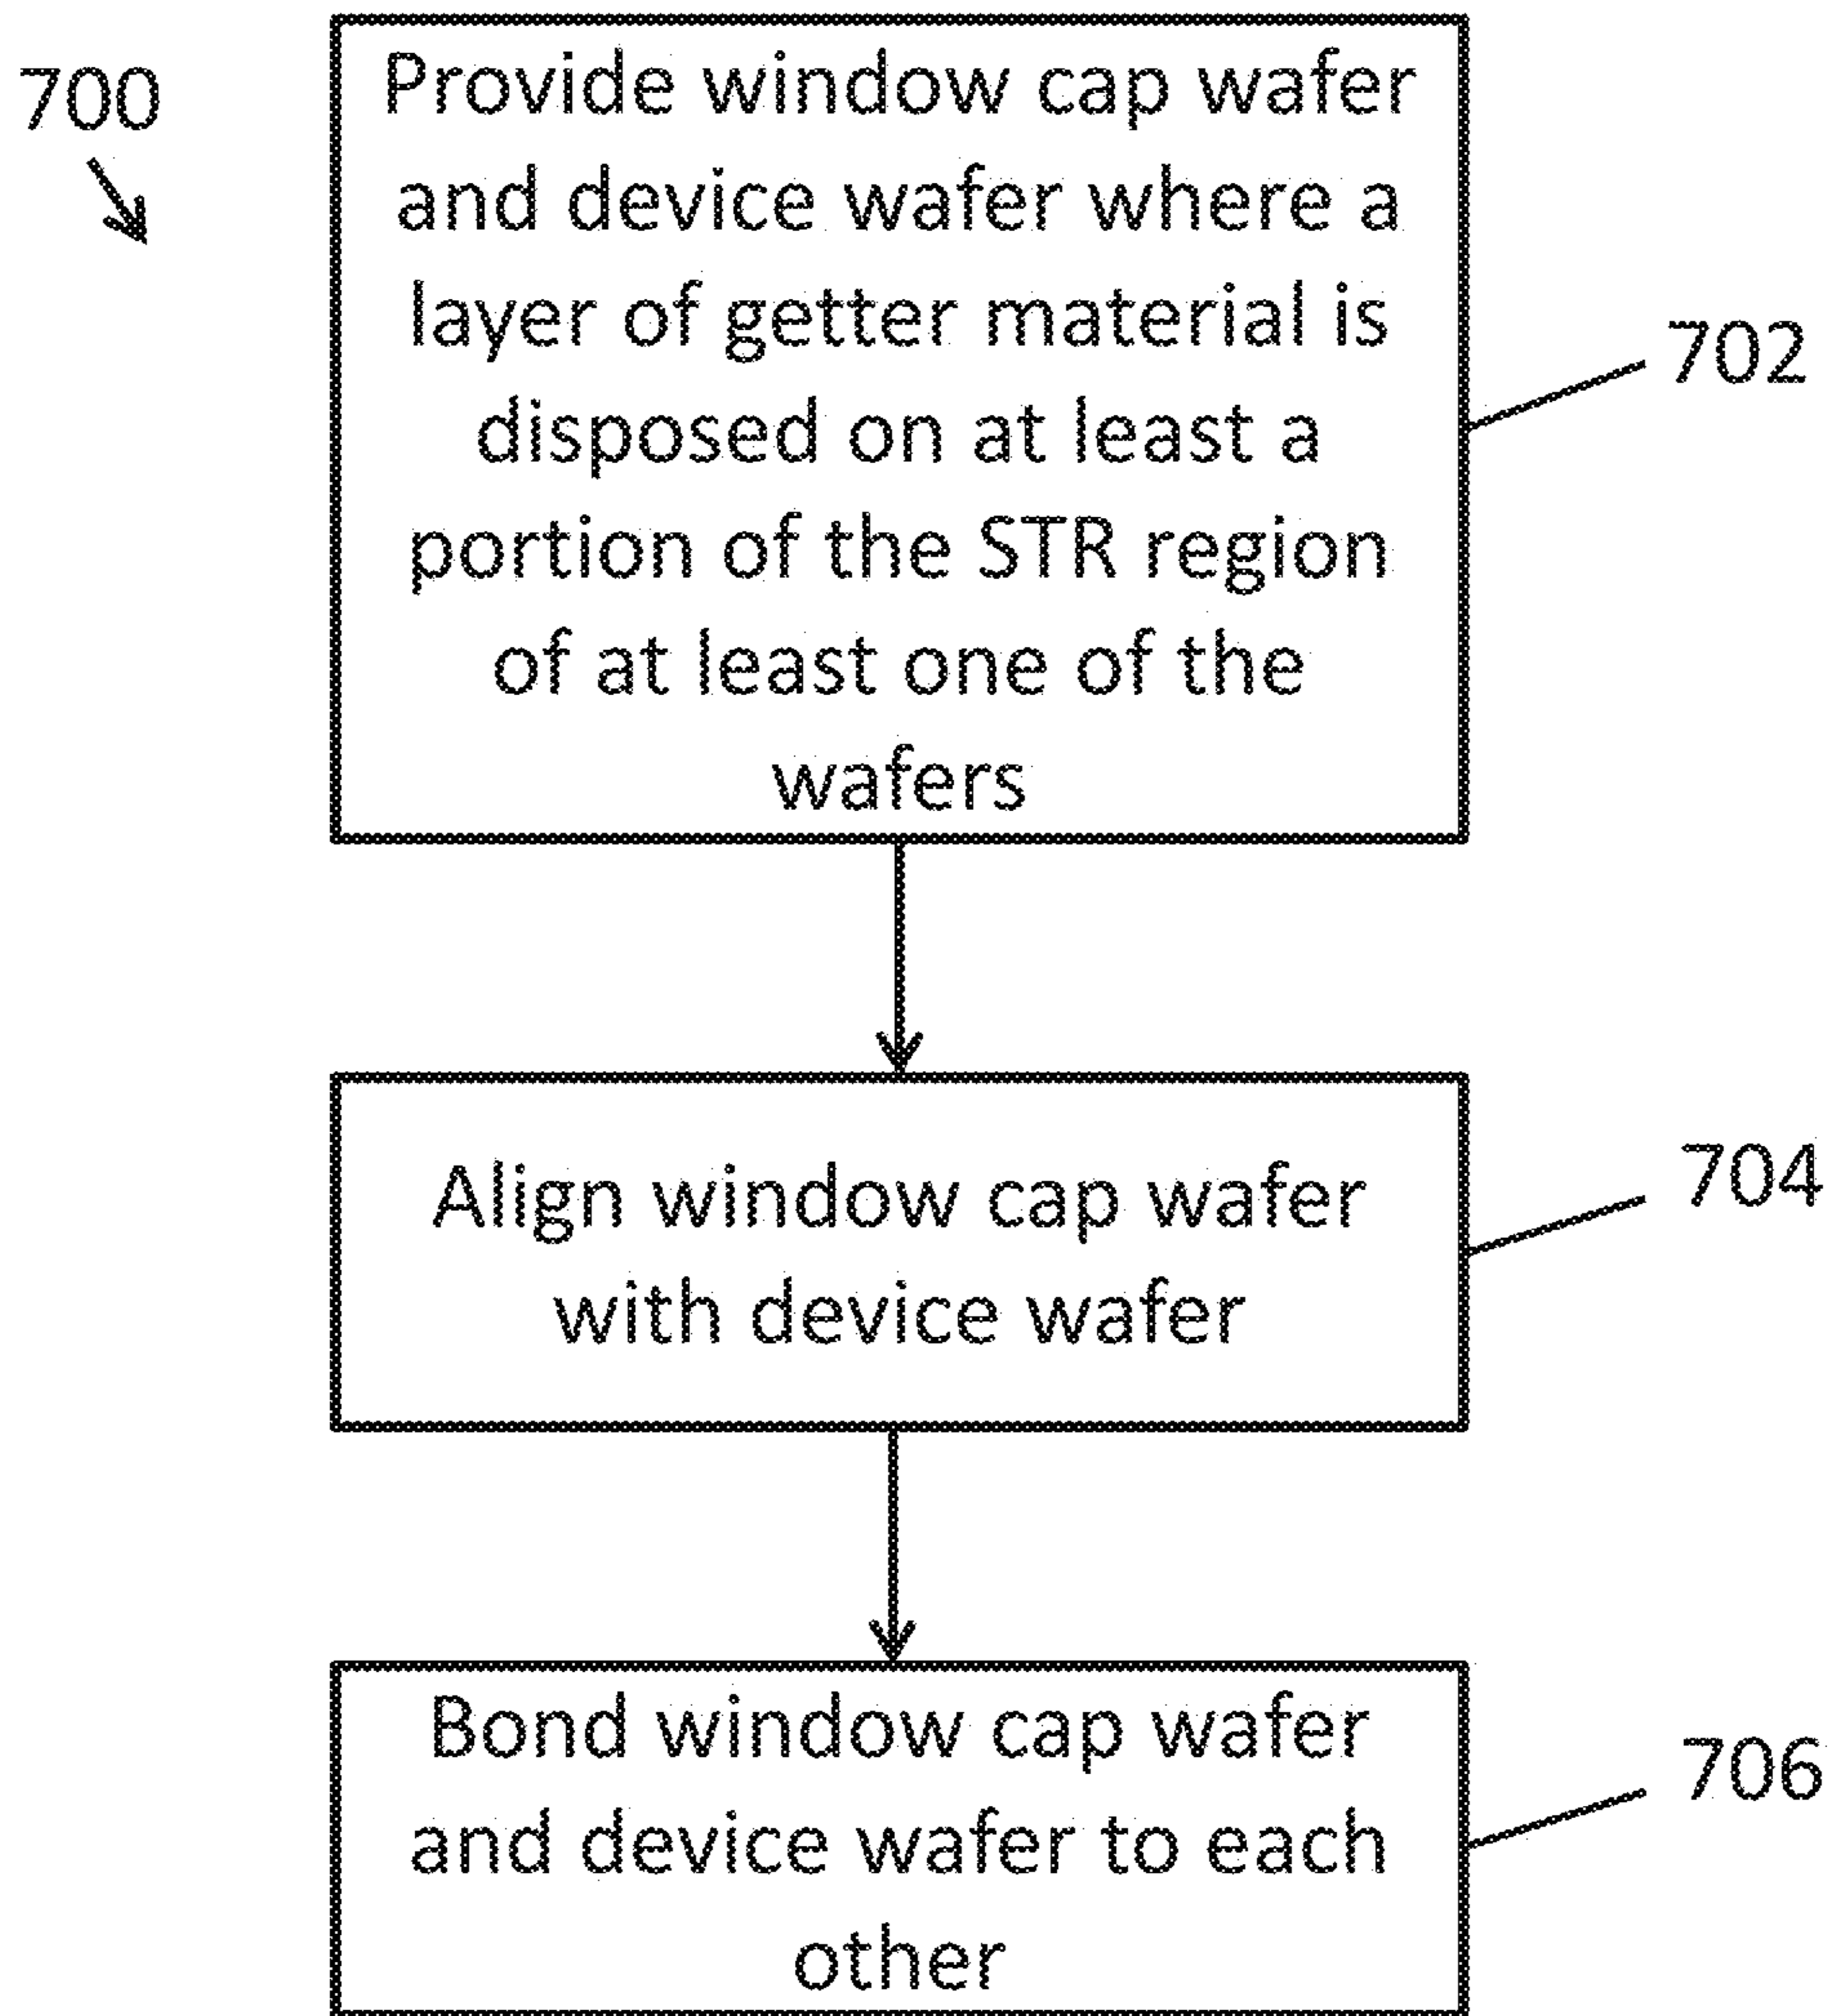 700
Provide window cap wafer
and device wafer where a
layer of getter material is
disposed on at least a
portion of the STR region
of at least one of the
wafers
702
Align window cap wafer
with device wafer
704
Bond window cap wafer
and device wafer to each
other
706